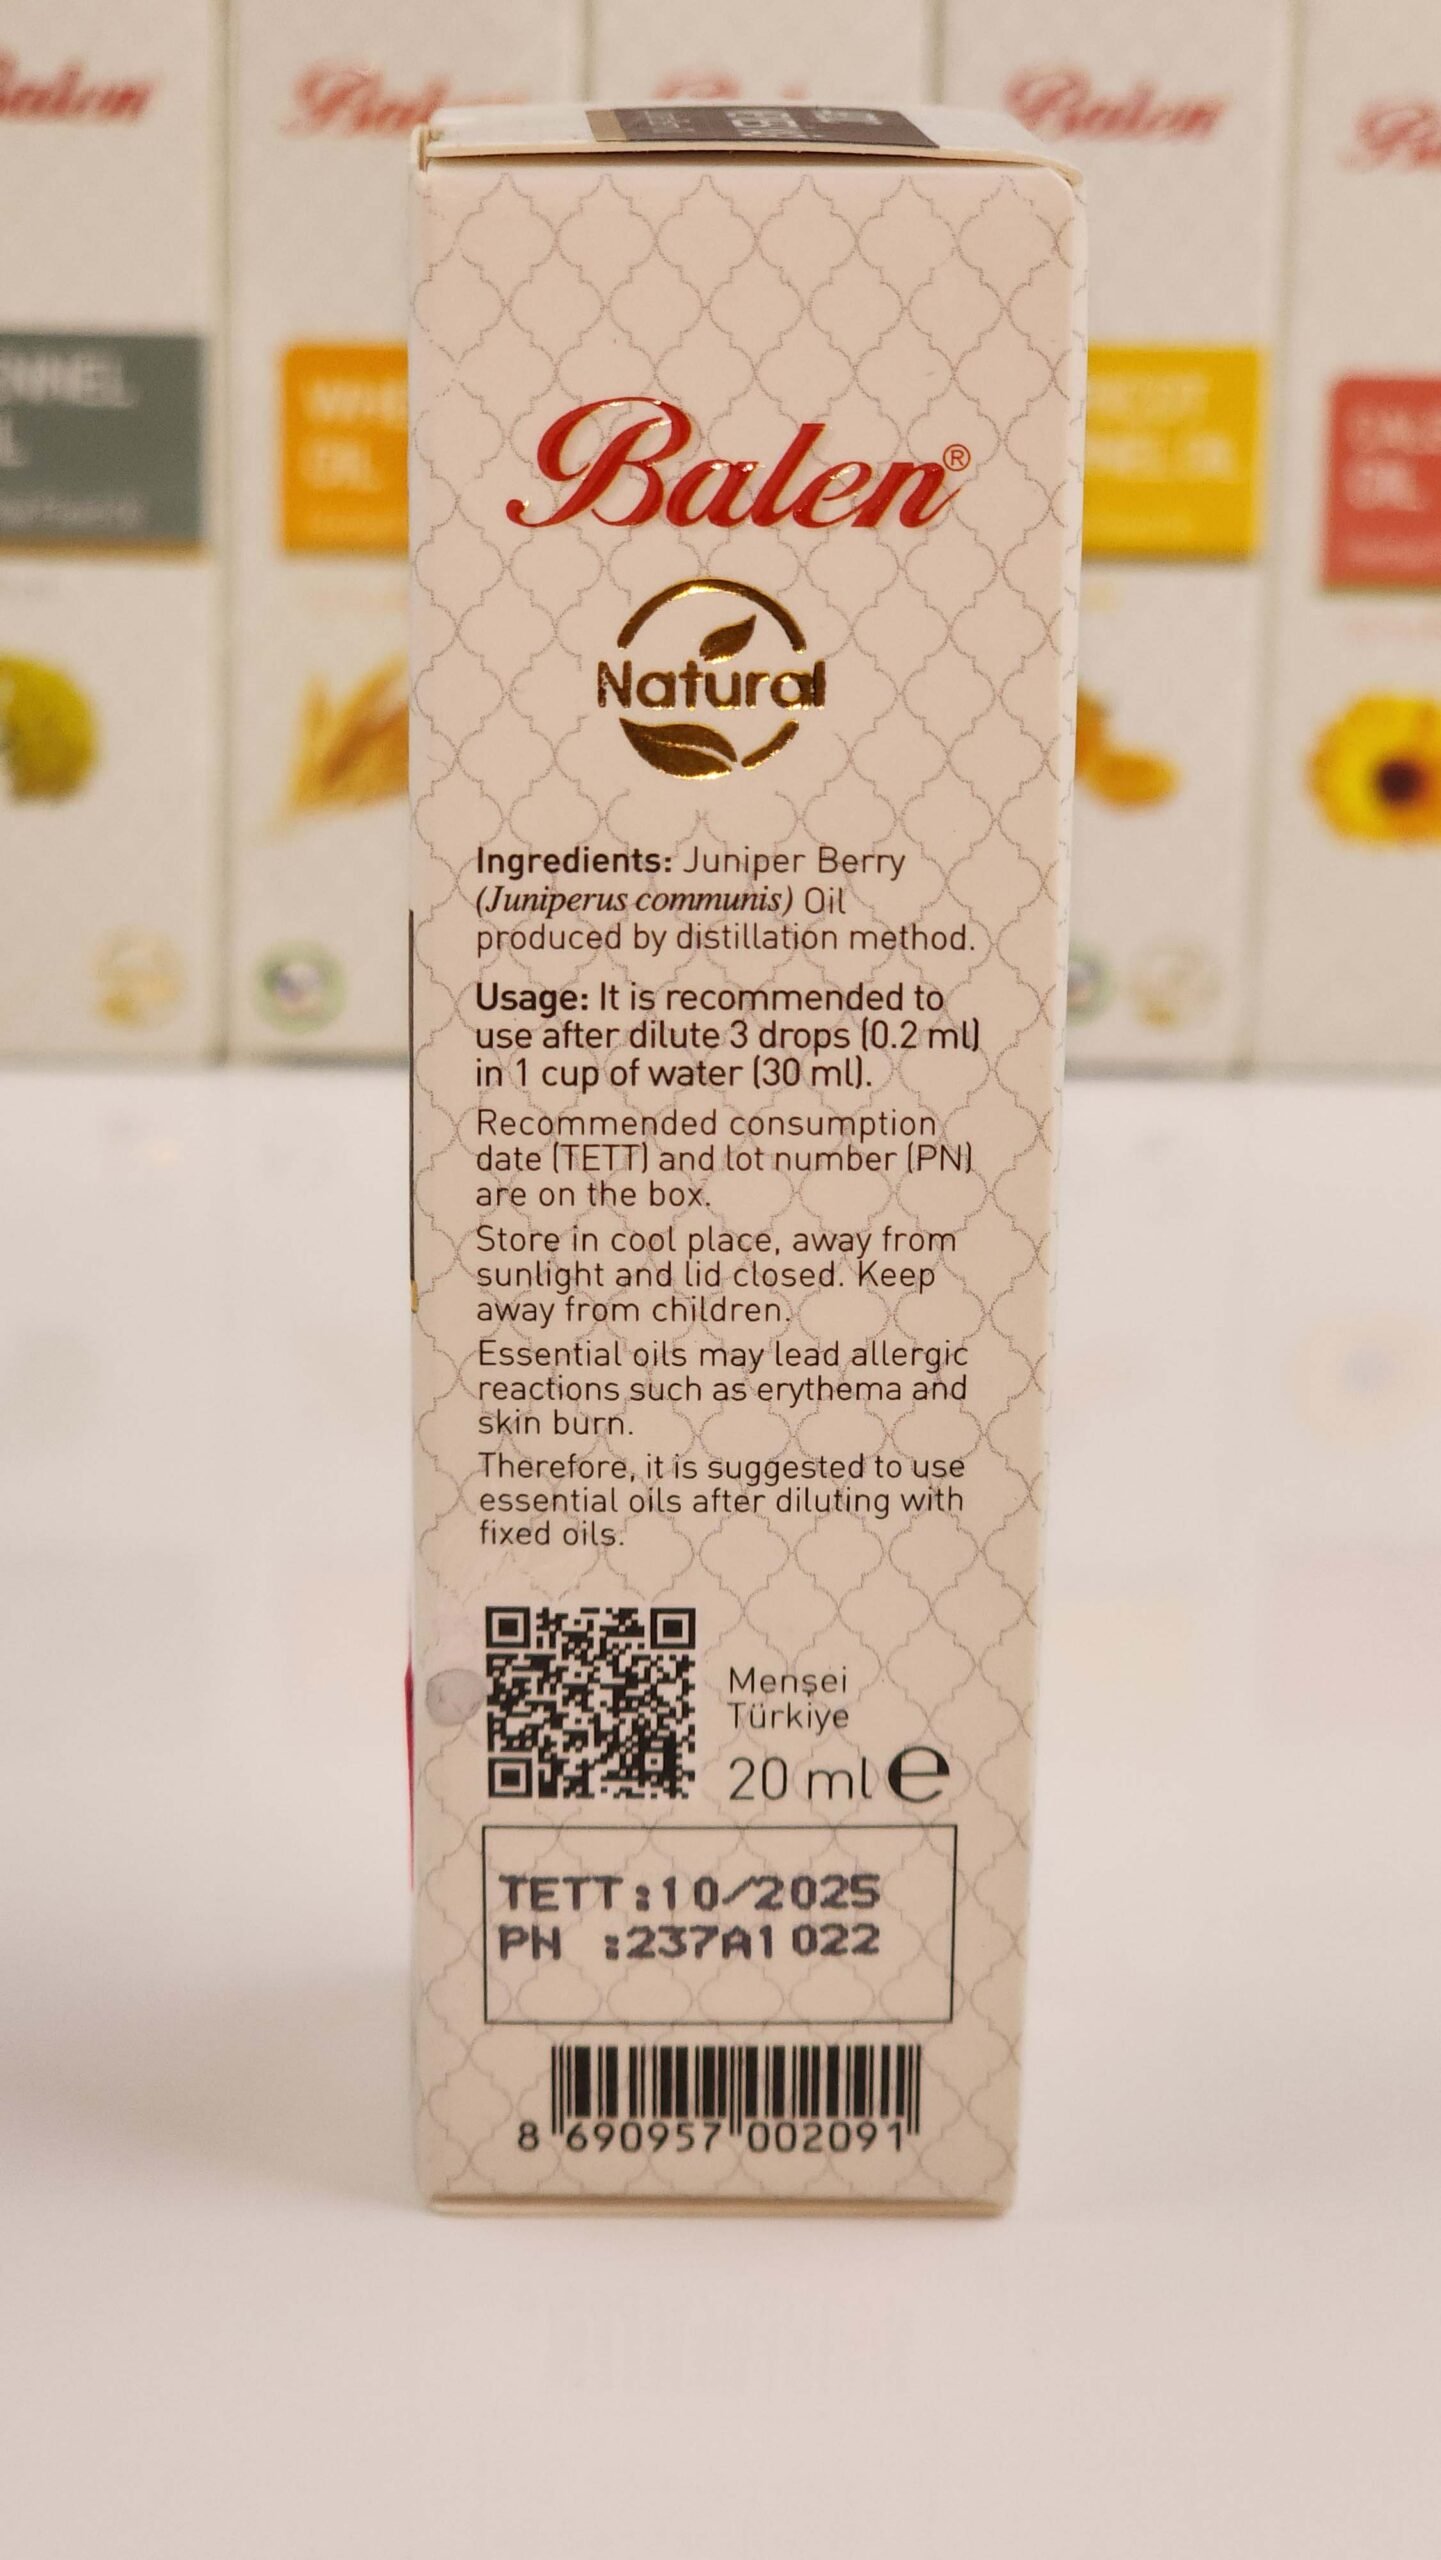 Balen
Balen
Balen
OIL
OIL
Balen®
Natural
Ingredients: Juniper Berry
(Juniperus communis) Oil
produced by distillation method.
Usage: It is recommended to
use after dilute 3 drops (0.2 ml)
in 1 cup of water (30 ml).
Recommended consumption
date (TETT) and lot number (PN)
are on the box.
Store in cool place, away from
sunlight and lid closed. Keep
away from children.
Essential oils may lead allergic
reactions such as erythema and
skin burn.
Therefore, it is suggested to use
essential oils after diluting with
fixed oils.
Menşei
Türkiye
20 ml e
TETT:10/2025
PN :237A1022
8 690957 002091